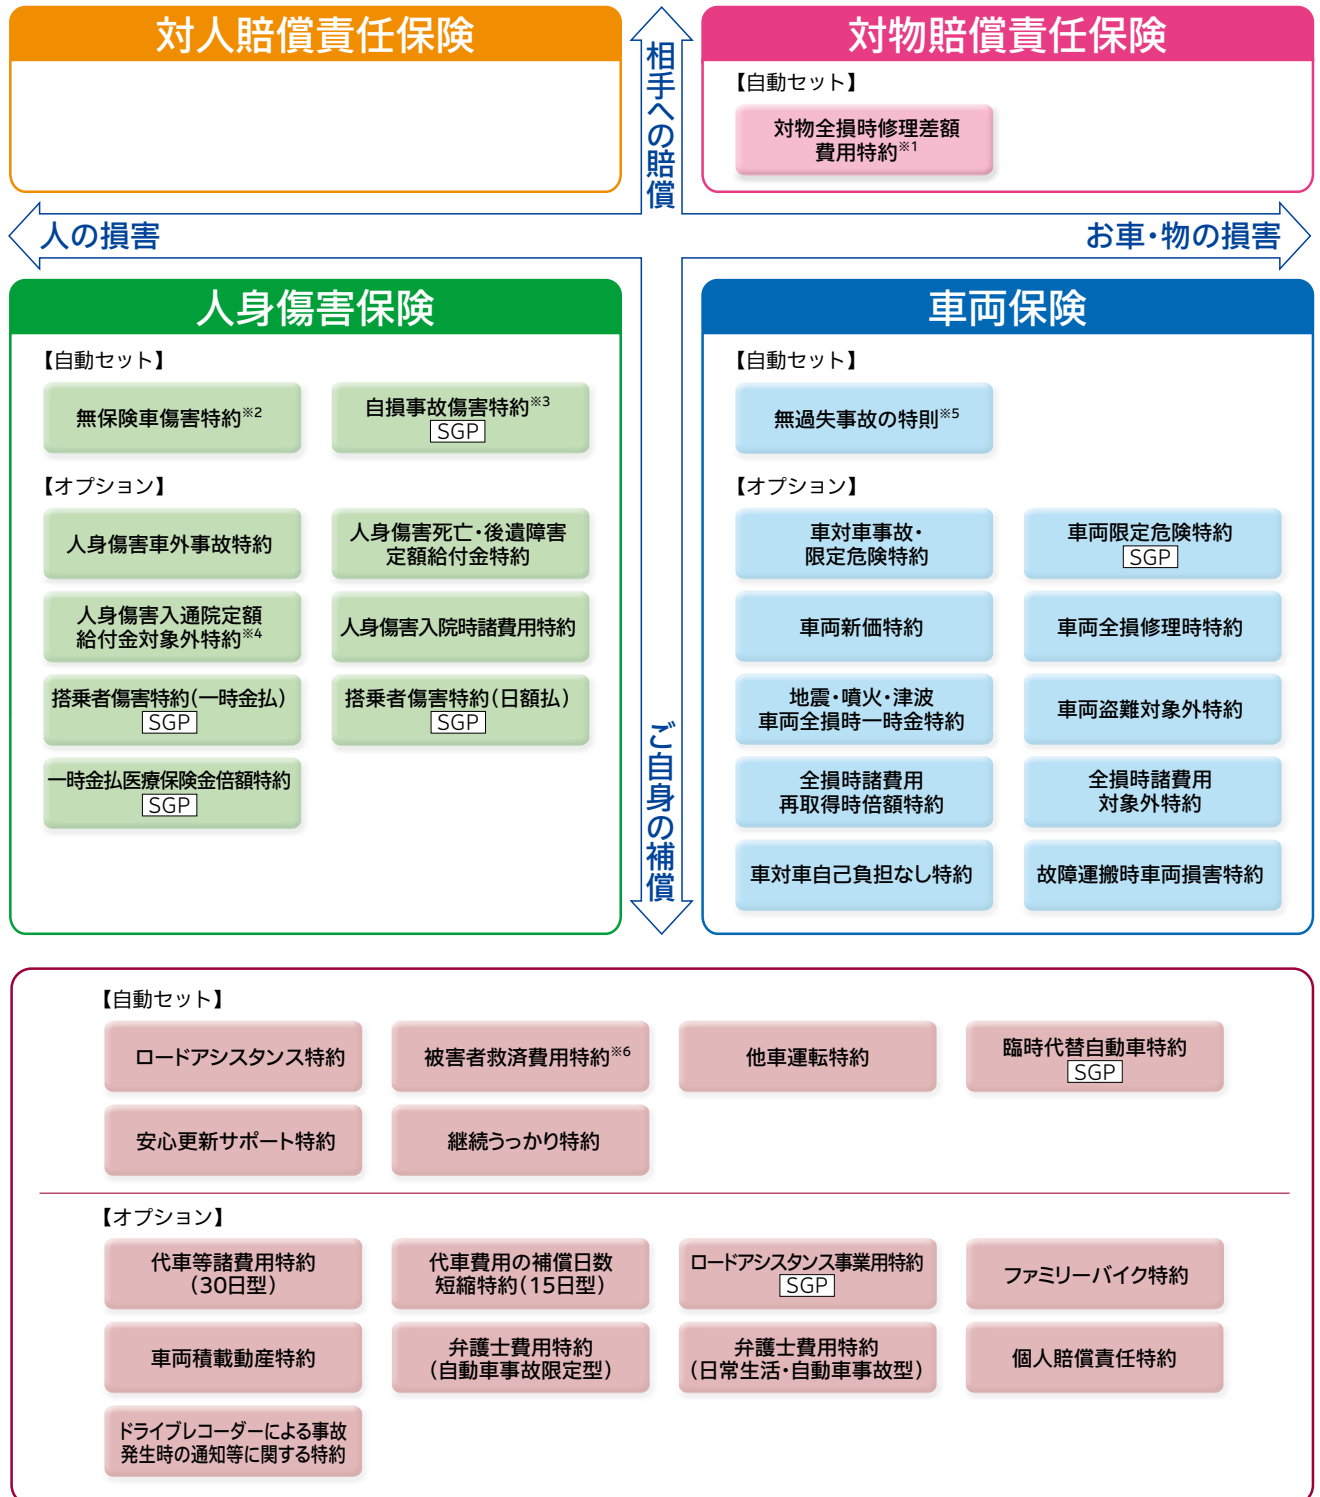 対人賠償責任保険
相手への賠償
対物賠償責任保険
【自動セット】
対物全損時修理差額
費用特約※1
人の損害
お車・物の損害
人身傷害保険
【自動セット】
無保険車傷害特約※2
自損事故傷害特約※3
SGP
【オプション】
人身傷害車外事故特約
人身傷害死亡・後遺障害
定額給付金特約
人身傷害入通院定額
給付金対象外特約※4
人身傷害入院時諸費用特約
搭乗者傷害特約(一時金払)
SGP
搭乗者傷害特約(日額払)
SGP
一時金払医療保険金倍額特約
SGP
ご自身の補償
車両保険
【自動セット】
無過失事故の特則※5
【オプション】
車対車事故・
限定危険特約
車両限定危険特約
SGP
車両新価特約
車両全損修理時特約
地震・噴火・津波
車両全損時一時金特約
車両盗難対象外特約
全損時諸費用
再取得時倍額特約
全損時諸費用
対象外特約
車対車自己負担なし特約
故障運搬時車両損害特約
【自動セット】
ロードアシスタンス特約
被害者救済費用特約※6
他車運転特約
臨時代替自動車特約
SGP
安心更新サポート特約
継続うっかり特約
【オプション】
代車等諸費用特約
(30日型)
代車費用の補償日数
短縮特約(15日型)
ロードアシスタンス事業用特約
SGP
ファミリーバイク特約
車両積載動産特約
弁護士費用特約
(自動車事故限定型)
弁護士費用特約
(日常生活・自動車事故型)
個人賠償責任特約
ドライブレコーダーによる事故
発生時の通知等に関する特約